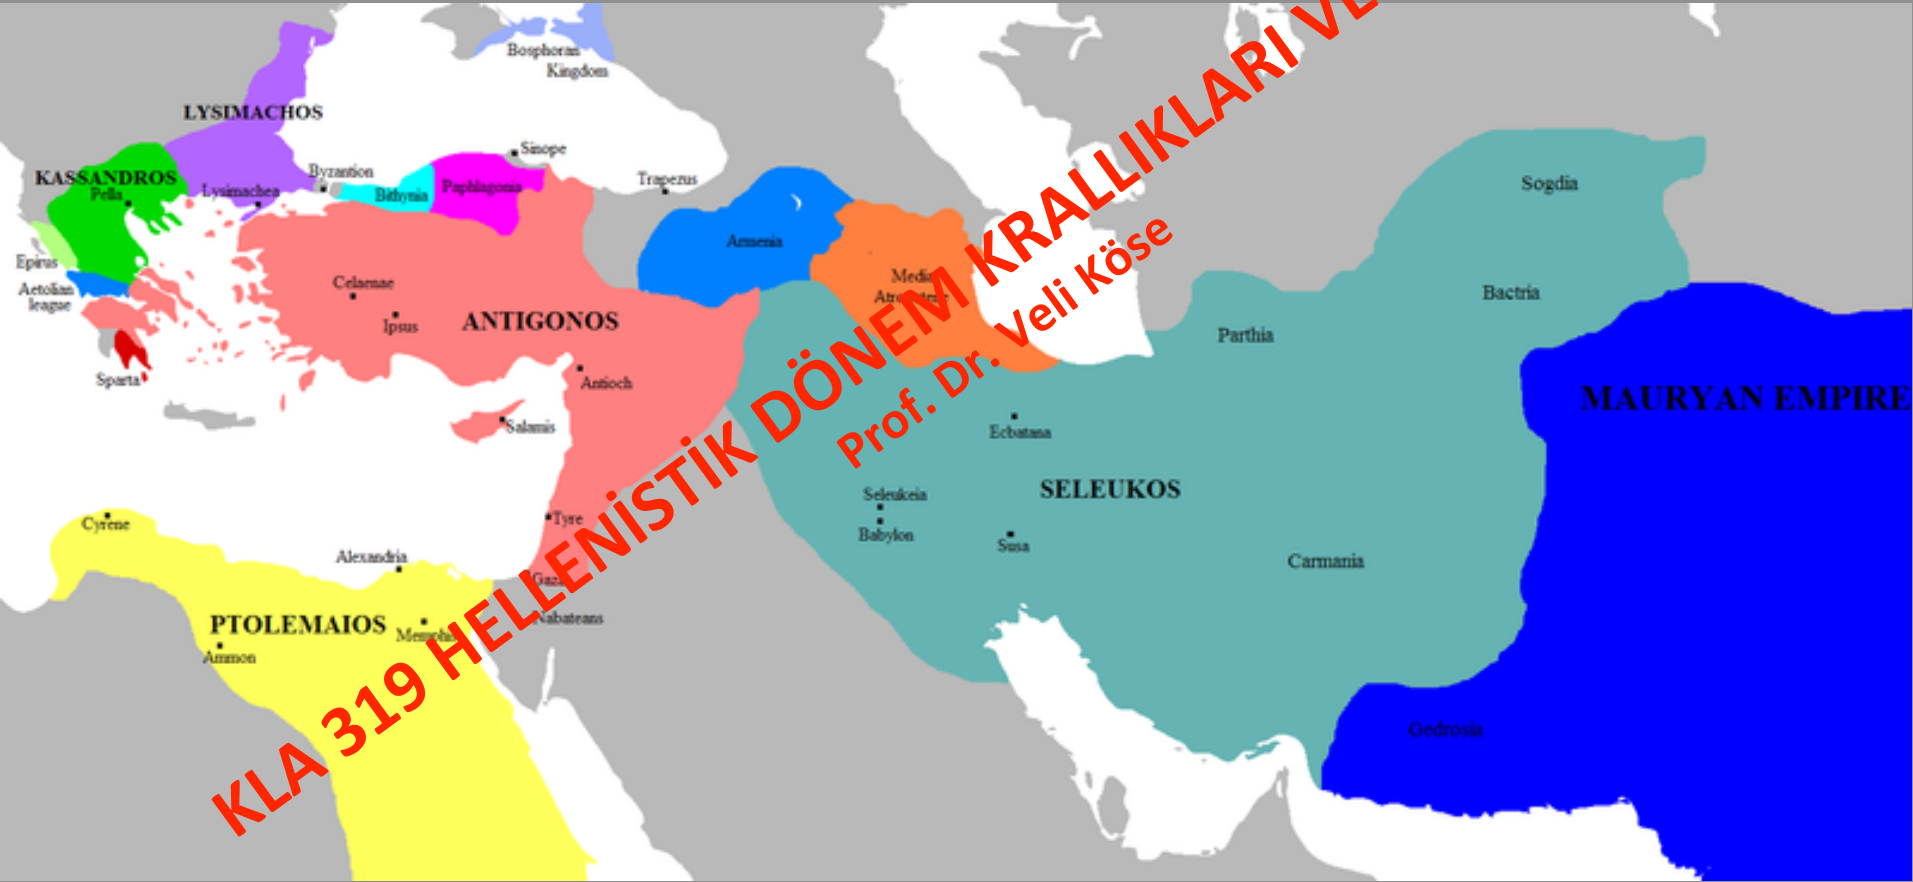 Bosphoran
Kingdom
LYSIMACHOS
Sinope
Byzantion
KASSANDROS
Pella
Lysimachea
Bithynia
Paphlagonia
Trapezus
Sogdia
Armenia
Epirus
Aetolian
league
Celaenae
Media
Atropatene
Bactria
Ipsus
ANTIGONOS
Parthia
Sparta
Antioch
MAURYAN EMPIRE
Salamis
Ecbatana
SELEUKOS
Seleukeia
Babylon
Susa
Cyrene
Tyre
Alexandria
Carmania
Gaza
PTOLEMAIOS
Memphis
Nabateans
Ammon
Gedrosia
KLA 319 HELLENİSTİK DÖNEM KRALLIKLARI VE
Prof. Dr. Veli Köse